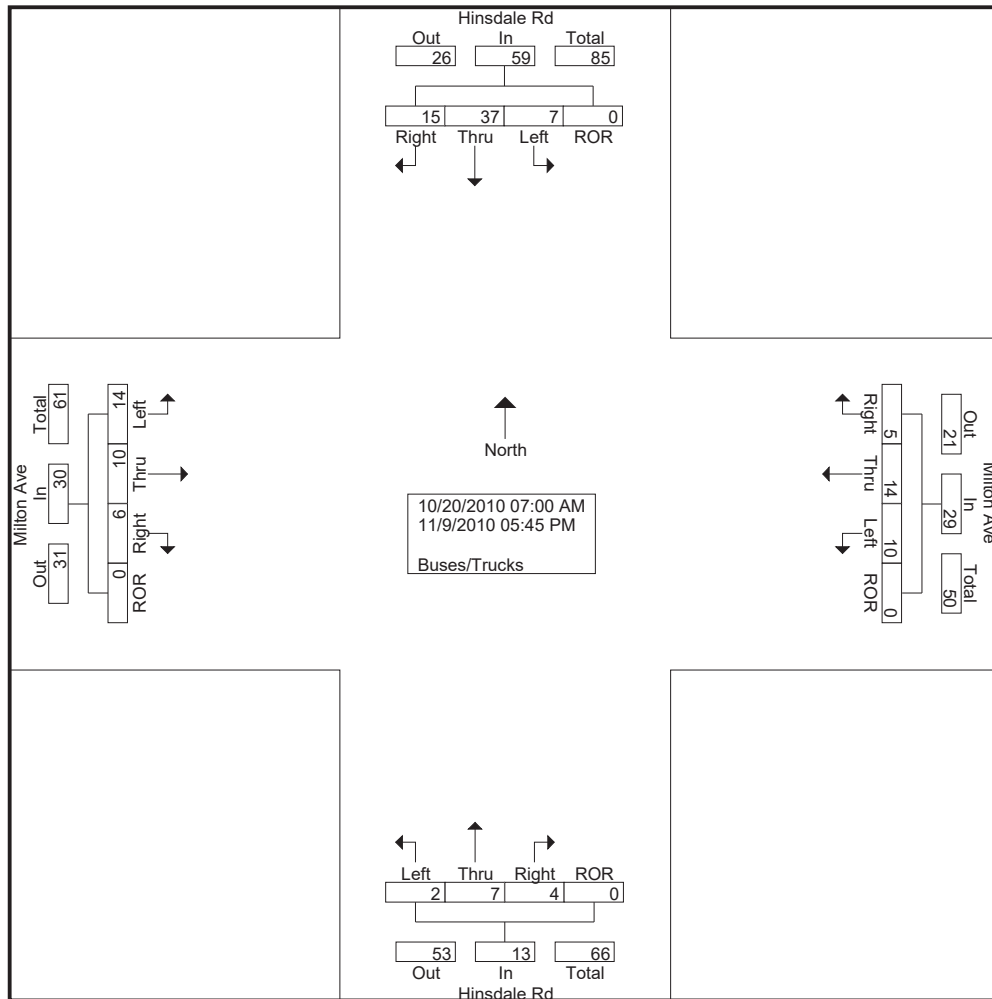 Hinsdale Rd
Out In Total
26 59 85
15 37 7 0
Right Thru Left ROR
Milton Ave
Out In Total
31 30 61
14 10 6 0
Left Thru Right ROR
North
10/20/2010 07:00 AM
11/9/2010 05:45 PM
Buses/Trucks
Right Thru Left ROR
5 14 10 0
Out In Total
21 29 50
Milton Ave
Left Thru Right ROR
2 7 4 0
53 13 66
Out In Total
Hinsdale Rd